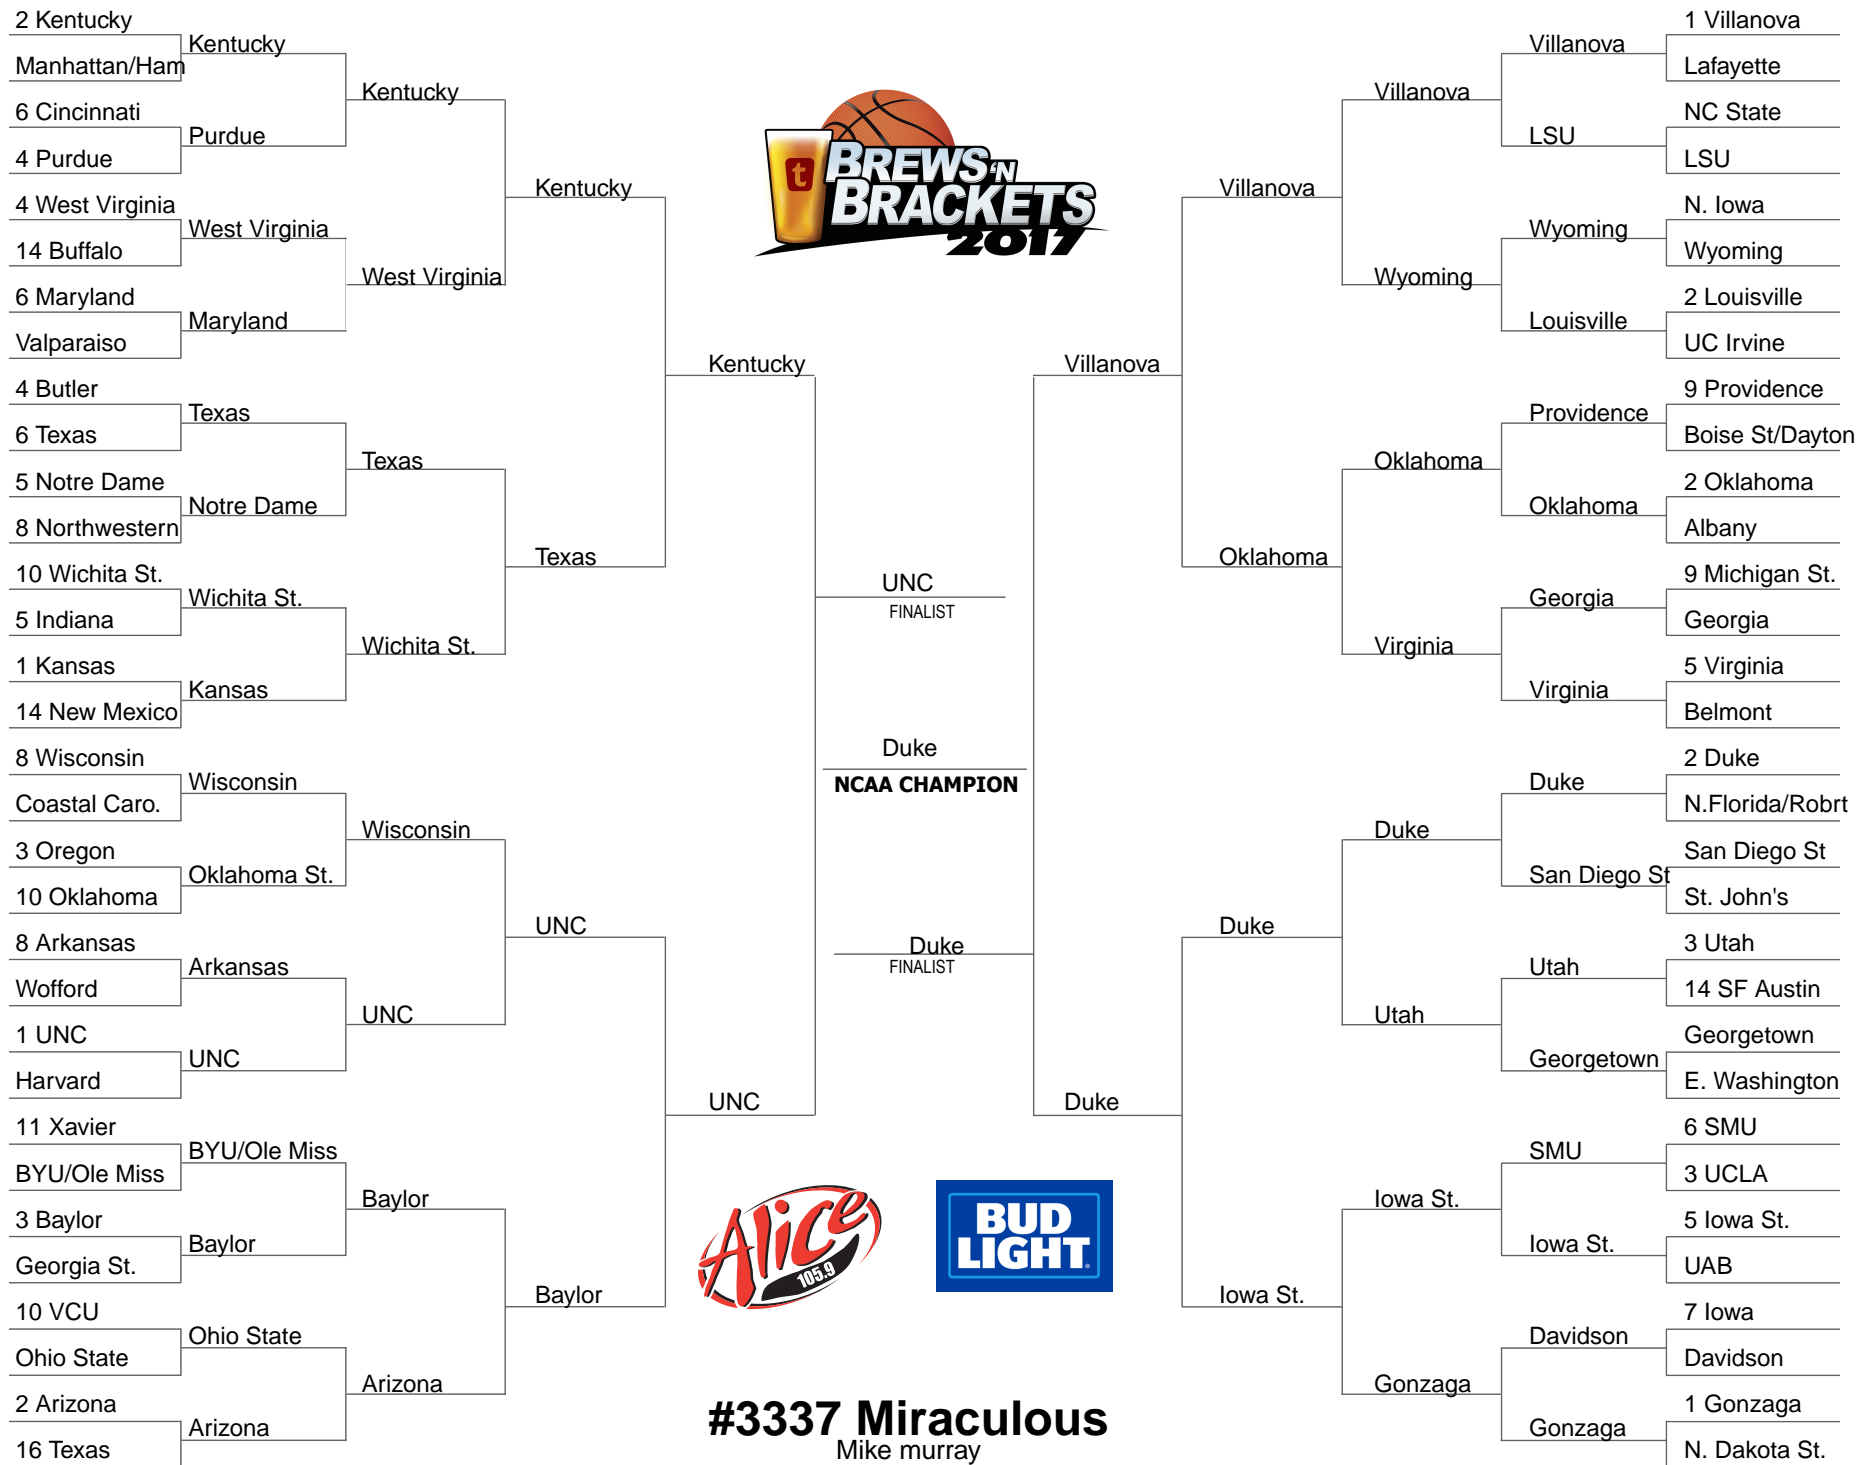 2 Kentucky
Manhattan/Ham
6 Cincinnati
4 Purdue
4 West Virginia
14 Buffalo
6 Maryland
Valparaiso
4 Butler
6 Texas
5 Notre Dame
8 Northwestern
10 Wichita St.
5 Indiana
1 Kansas
14 New Mexico
8 Wisconsin
Coastal Caro.
3 Oregon
10 Oklahoma
8 Arkansas
Wofford
1 UNC
Harvard
11 Xavier
BYU/Ole Miss
3 Baylor
Georgia St.
10 VCU
Ohio State
2 Arizona
16 Texas
Kentucky
Purdue
West Virginia
Maryland
Texas
Notre Dame
Wichita St.
Kansas
Wisconsin
Oklahoma St.
Arkansas
UNC
BYU/Ole Miss
Baylor
Ohio State
Arizona
Kentucky
West Virginia
Texas
Wichita St.
Wisconsin
UNC
Baylor
Arizona
Kentucky
Texas
UNC
Baylor
Kentucky
UNC
t
BREWS 'N
BRACKETS
2017
UNC
FINALIST
Duke
NCAA CHAMPION
Duke
FINALIST
Alice
105.9
BUD
LIGHT
#3337 Miraculous
Mike murray
Villanova
Duke
Villanova
Oklahoma
Duke
Iowa St.
Villanova
Wyoming
Oklahoma
Virginia
Duke
Utah
Iowa St.
Gonzaga
Villanova
LSU
Wyoming
Louisville
Providence
Oklahoma
Georgia
Virginia
Duke
San Diego St
Utah
Georgetown
SMU
Iowa St.
Davidson
Gonzaga
1 Villanova
Lafayette
NC State
LSU
N. Iowa
Wyoming
2 Louisville
UC Irvine
9 Providence
Boise St/Dayton
2 Oklahoma
Albany
9 Michigan St.
Georgia
5 Virginia
Belmont
2 Duke
N.Florida/Robrt
San Diego St
St. John's
3 Utah
14 SF Austin
Georgetown
E. Washington
6 SMU
3 UCLA
5 Iowa St.
UAB
7 Iowa
Davidson
1 Gonzaga
N. Dakota St.